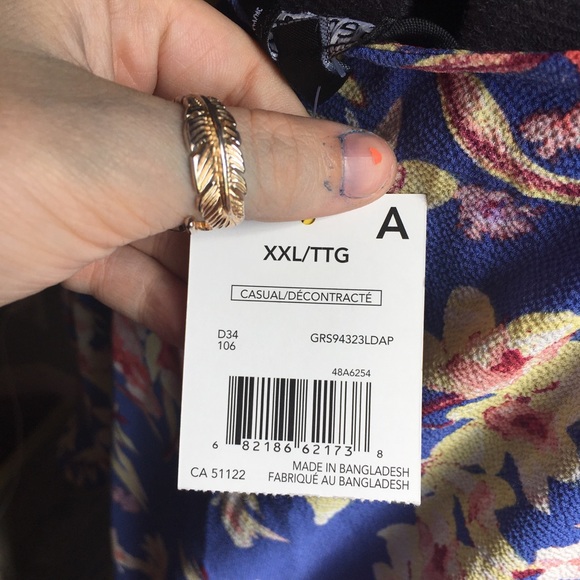 A
XXL/TTG
CASUAL/DÉCONTRACTÉ
D34
106
GRS94323LDAP
48A6254
6 82186 62173 8
CA 51122
MADE IN BANGLADESH
FABRIQUÉ AU BANGLADESH